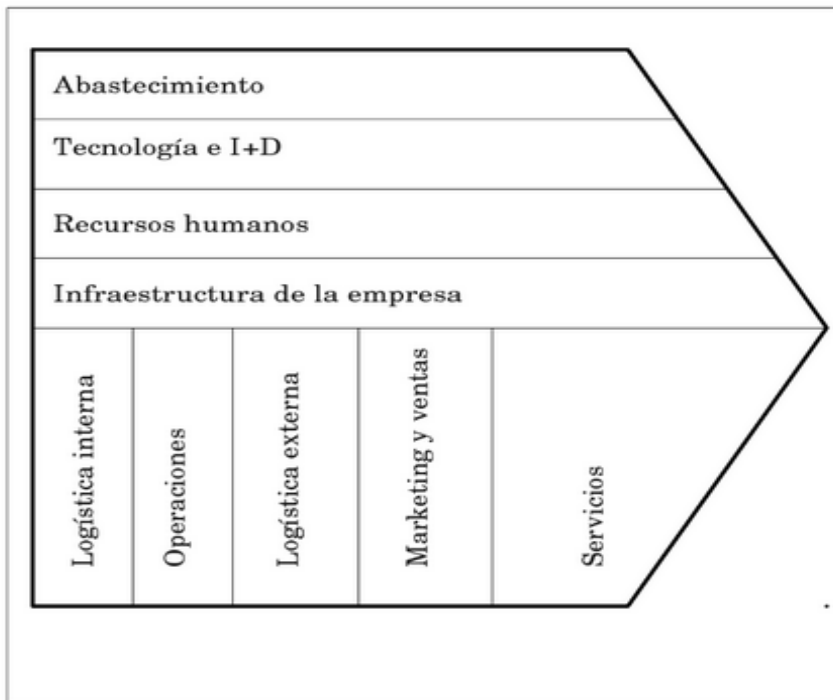 Abastecimiento
Tecnología e I+D
Recursos humanos
Infraestructura de la empresa
Logística interna
Operaciones
Logística externa
Marketing y ventas
Servicios